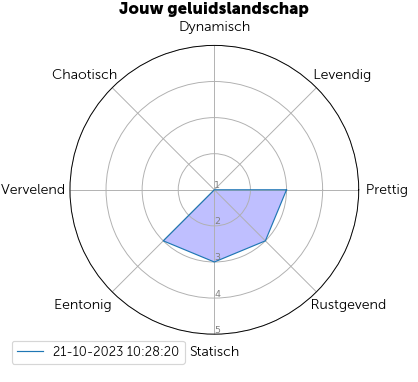 Jouw geluidslandschap
Dynamisch
Chaotisch
Levendig
Vervelend
1
Prettig
2
3
4
Eentonig
Rustgevend
5
21-10-2023 10:28:20
Statisch